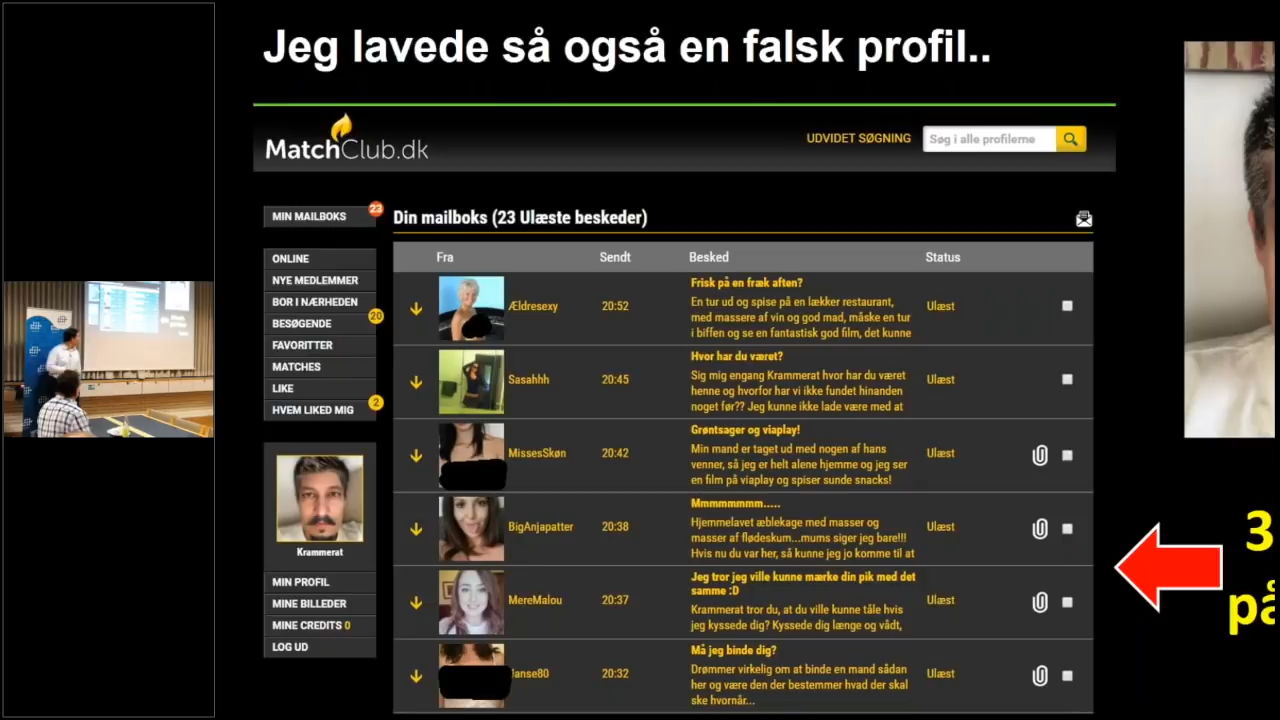 Jeg lavede så også en falsk profil..
MatchClub.dk
UDVIDET SØGNING
Søg i alle profilerne
MIN MAILBOKS
23
Din mailboks (23 Ulæste beskeder)
ONLINE
NYE MEDLEMMER
BOR I NÆRHEDEN
BESØGENDE
20
FAVORITTER
MATCHES
LIKE
HVEM LIKED MIG
2
Krammerat
MIN PROFIL
MINE BILLEDER
MINE CREDITS 0
LOG UD
Fra Sendt Besked Status
Ældresexy 20:52
Frisk på en fræk aften?
En tur ud og spise på en lækker restaurant,
med massere af vin og god mad, måske en tur
i biffen og se en fantastisk god film, det kunne
Ulæst
Sasahhh 20:45
Hvor har du været?
Sig mig engang Krammerat hvor har du været
henne og hvorfor har vi ikke fundet hinanden
noget før?? Jeg kunne ikke lade være med at
Ulæst
MissesSkøn 20:42
Grøntsager og viaplay!
Min mand er taget ud med nogen af hans
venner, så jeg er helt alene hjemme og jeg ser
en film på viaplay og spiser sunde snacks!
Ulæst
BigAnjapatter 20:38
Mmmmmmmm.....
Hjemmelavet æblekage med masser og
masser af flødeskum...mums siger jeg bare!!!
Hvis nu du var her, så kunne jeg jo komme til at
Ulæst
MereMalou 20:37
Jeg tror jeg ville kunne mærke din pik med det
samme :D
Krammerat tror du, at du ville kunne tåle hvis
jeg kyssede dig? Kyssede dig længe og vådt,
Ulæst
anse80 20:32
Må jeg binde dig?
Drømmer virkelig om at binde en mand sådan
her og være den der bestemmer hvad der skal
ske hvornår...
Ulæst
3
på